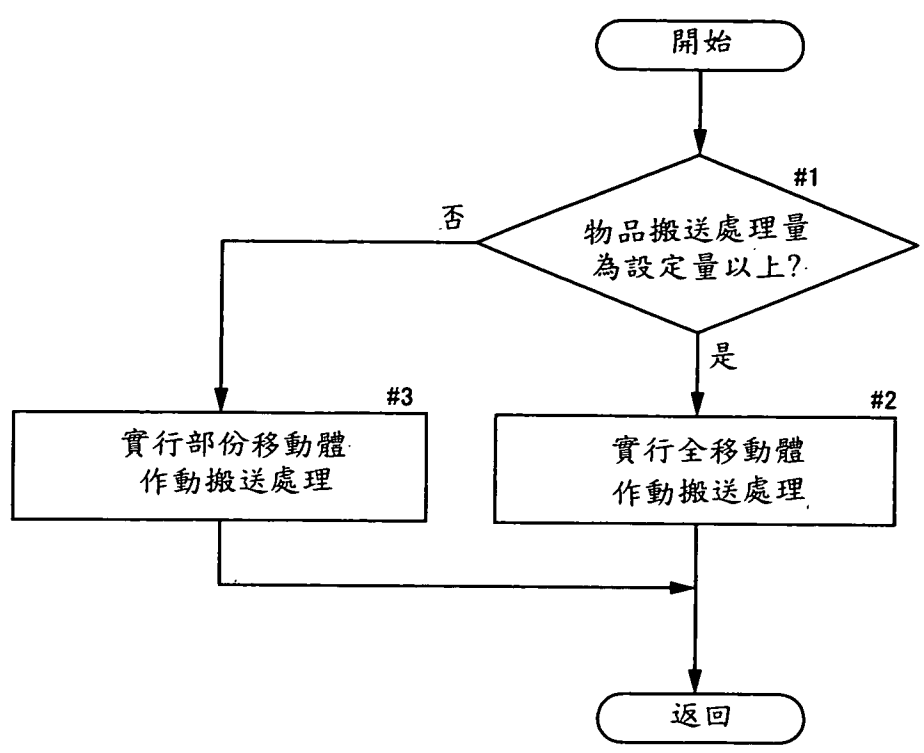 開始
#1
否
物品搬送處理量
為設定量以上?
是
#3
#2
實行部份移動體
作動搬送處理
實行全移動體
作動搬送處理
返回